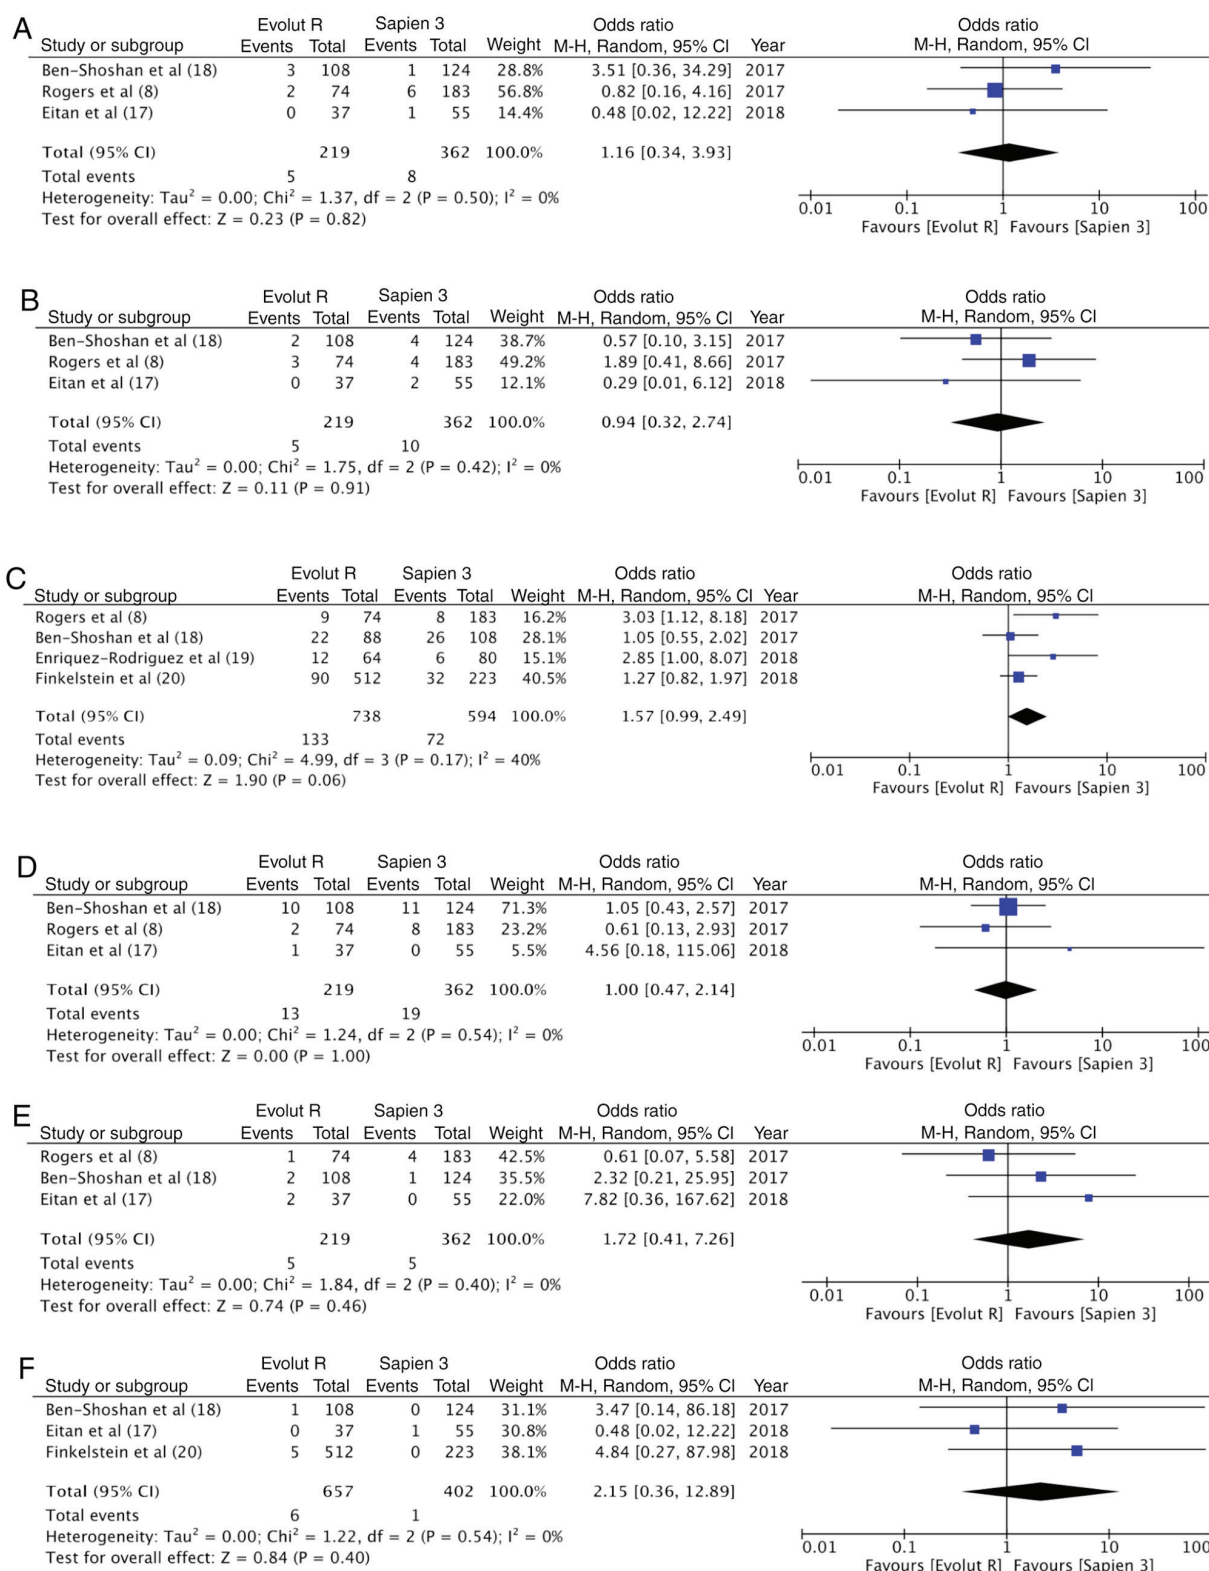 A
Evolut R Sapien 3 Odds ratio Odds ratio
Study or subgroup Events Total Events Total Weight M-H, Random, 95% CI Year M-H, Random, 95% CI
Ben-Shoshan et al (18) 3 108 1 124 28.8% 3.51 [0.36, 34.29] 2017
Rogers et al (8) 2 74 6 183 56.8% 0.82 [0.16, 4.16] 2017
Eitan et al (17) 0 37 1 55 14.4% 0.48 [0.02, 12.22] 2018
Total (95% CI) 219 362 100.0% 1.16 [0.34, 3.93]
Total events 5 8
Heterogeneity: Tau² = 0.00; Chi² = 1.37, df = 2 (P = 0.50); I² = 0%
Test for overall effect: Z = 0.23 (P = 0.82)
0.01 0.1 1 10 100
Favours [Evolut R] Favours [Sapien 3]
B
Evolut R Sapien 3 Odds ratio Odds ratio
Study or subgroup Events Total Events Total Weight M-H, Random, 95% CI Year M-H, Random, 95% CI
Ben-Shoshan et al (18) 2 108 4 124 38.7% 0.57 [0.10, 3.15] 2017
Rogers et al (8) 3 74 4 183 49.2% 1.89 [0.41, 8.66] 2017
Eitan et al (17) 0 37 2 55 12.1% 0.29 [0.01, 6.12] 2018
Total (95% CI) 219 362 100.0% 0.94 [0.32, 2.74]
Total events 5 10
Heterogeneity: Tau² = 0.00; Chi² = 1.75, df = 2 (P = 0.42); I² = 0%
Test for overall effect: Z = 0.11 (P = 0.91)
0.01 0.1 1 10 100
Favours [Evolut R] Favours [Sapien 3]
C
Evolut R Sapien 3 Odds ratio Odds ratio
Study or subgroup Events Total Events Total Weight M-H, Random, 95% CI Year M-H, Random, 95% CI
Rogers et al (8) 9 74 8 183 16.2% 3.03 [1.12, 8.18] 2017
Ben-Shoshan et al (18) 22 88 26 108 28.1% 1.05 [0.55, 2.02] 2017
Enriquez-Rodriguez et al (19) 12 64 6 80 15.1% 2.85 [1.00, 8.07] 2018
Finkelstein et al (20) 90 512 32 223 40.5% 1.27 [0.82, 1.97] 2018
Total (95% CI) 738 594 100.0% 1.57 [0.99, 2.49]
Total events 133 72
Heterogeneity: Tau² = 0.09; Chi² = 4.99, df = 3 (P = 0.17); I² = 40%
Test for overall effect: Z = 1.90 (P = 0.06)
0.01 0.1 1 10 100
Favours [Evolut R] Favours [Sapien 3]
D
Evolut R Sapien 3 Odds ratio Odds ratio
Study or subgroup Events Total Events Total Weight M-H, Random, 95% CI Year M-H, Random, 95% CI
Ben-Shoshan et al (18) 10 108 11 124 71.3% 1.05 [0.43, 2.57] 2017
Rogers et al (8) 2 74 8 183 23.2% 0.61 [0.13, 2.93] 2017
Eitan et al (17) 1 37 0 55 5.5% 4.56 [0.18, 115.06] 2018
Total (95% CI) 219 362 100.0% 1.00 [0.47, 2.14]
Total events 13 19
Heterogeneity: Tau² = 0.00; Chi² = 1.24, df = 2 (P = 0.54); I² = 0%
Test for overall effect: Z = 0.00 (P = 1.00)
0.01 0.1 1 10 100
Favours [Evolut R] Favours [Sapien 3]
E
Evolut R Sapien 3 Odds ratio Odds ratio
Study or subgroup Events Total Events Total Weight M-H, Random, 95% CI Year M-H, Random, 95% CI
Rogers et al (8) 1 74 4 183 42.5% 0.61 [0.07, 5.58] 2017
Ben-Shoshan et al (18) 2 108 1 124 35.5% 2.32 [0.21, 25.95] 2017
Eitan et al (17) 2 37 0 55 22.0% 7.82 [0.36, 167.62] 2018
Total (95% CI) 219 362 100.0% 1.72 [0.41, 7.26]
Total events 5 5
Heterogeneity: Tau² = 0.00; Chi² = 1.84, df = 2 (P = 0.40); I² = 0%
Test for overall effect: Z = 0.74 (P = 0.46)
0.01 0.1 1 10 100
Favours [Evolut R] Favours [Sapien 3]
F
Evolut R Sapien 3 Odds ratio Odds ratio
Study or subgroup Events Total Events Total Weight M-H, Random, 95% CI Year M-H, Random, 95% CI
Ben-Shoshan et al (18) 1 108 0 124 31.1% 3.47 [0.14, 86.18] 2017
Eitan et al (17) 0 37 1 55 30.8% 0.48 [0.02, 12.22] 2018
Finkelstein et al (20) 5 512 0 223 38.1% 4.84 [0.27, 87.98] 2018
Total (95% CI) 657 402 100.0% 2.15 [0.36, 12.89]
Total events 6 1
Heterogeneity: Tau² = 0.00; Chi² = 1.22, df = 2 (P = 0.54); I² = 0%
Test for overall effect: Z = 0.84 (P = 0.40)
0.01 0.1 1 10 100
Favours [Evolut R] Favours [Sapien 3]